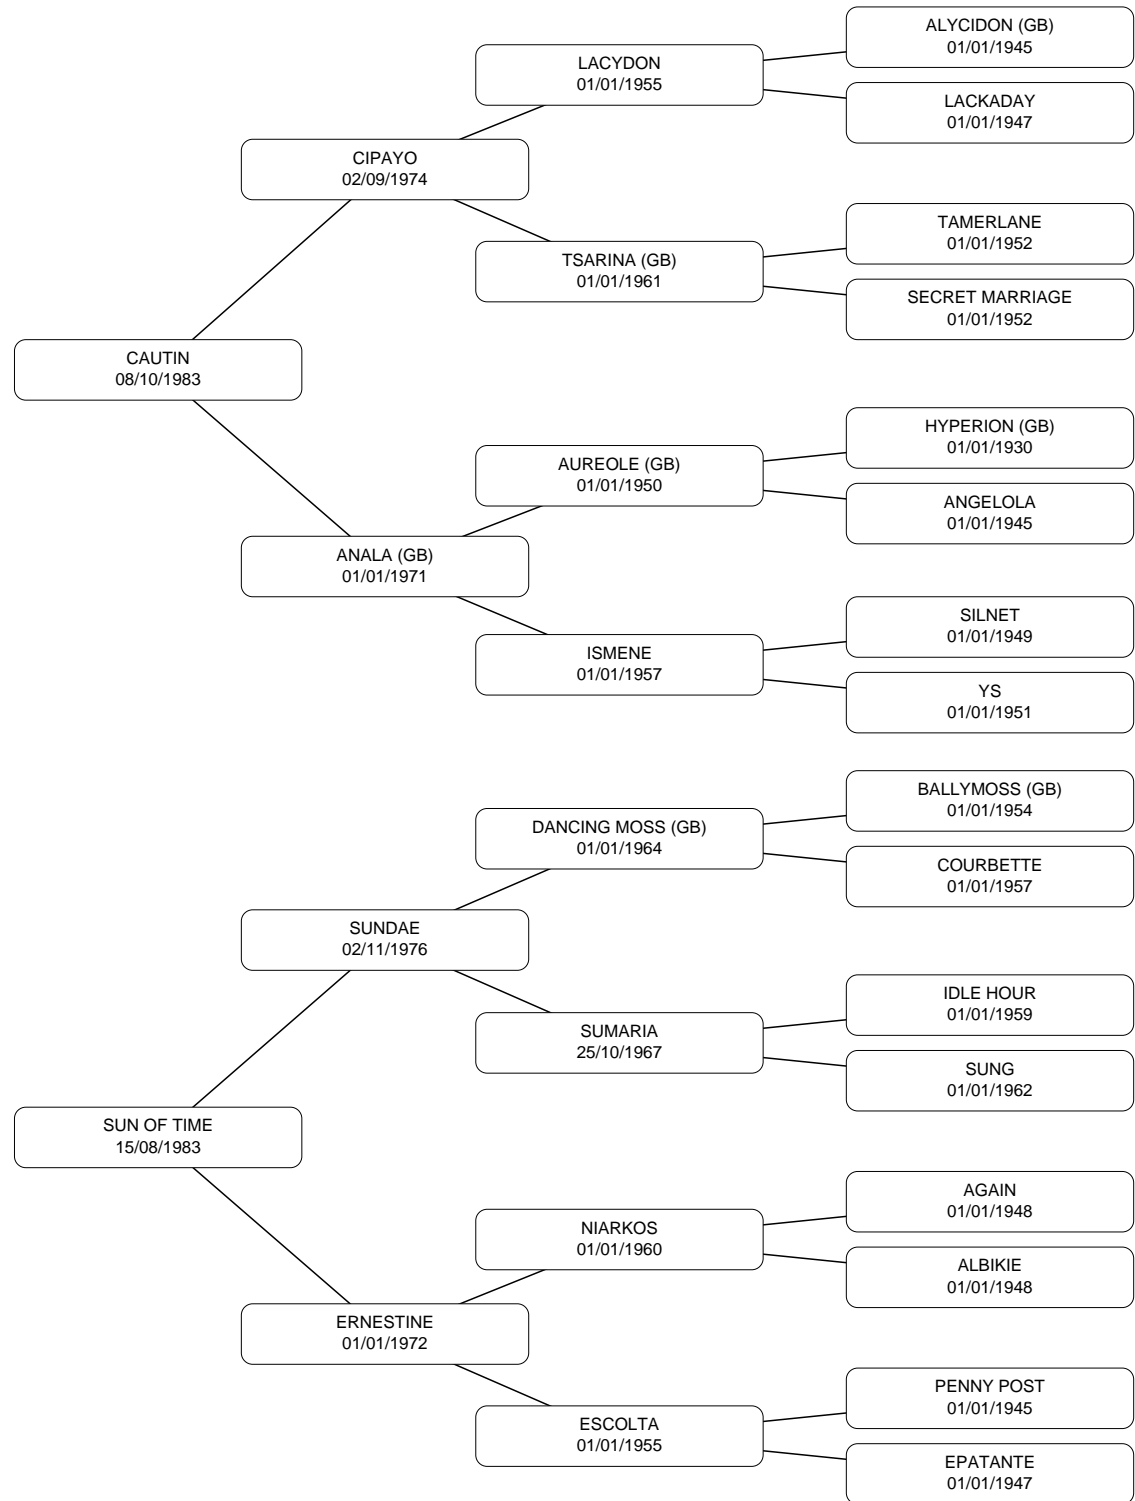 ALYCIDON (GB)
01/01/1945
LACYDON
01/01/1955
LACKADAY
01/01/1947
CIPAYO
02/09/1974
TAMERLANE
01/01/1952
TSARINA (GB)
01/01/1961
SECRET MARRIAGE
01/01/1952
CAUTIN
08/10/1983
HYPERION (GB)
01/01/1930
AUREOLE (GB)
01/01/1950
ANGELOLA
01/01/1945
ANALA (GB)
01/01/1971
SILNET
01/01/1949
ISMENE
01/01/1957
YS
01/01/1951
BALLYMOSS (GB)
01/01/1954
DANCING MOSS (GB)
01/01/1964
COURBETTE
01/01/1957
SUNDAE
02/11/1976
IDLE HOUR
01/01/1959
SUMARIA
25/10/1967
SUNG
01/01/1962
SUN OF TIME
15/08/1983
AGAIN
01/01/1948
NIARKOS
01/01/1960
ALBIKIE
01/01/1948
ERNESTINE
01/01/1972
PENNY POST
01/01/1945
ESCOLTA
01/01/1955
EPATANTE
01/01/1947